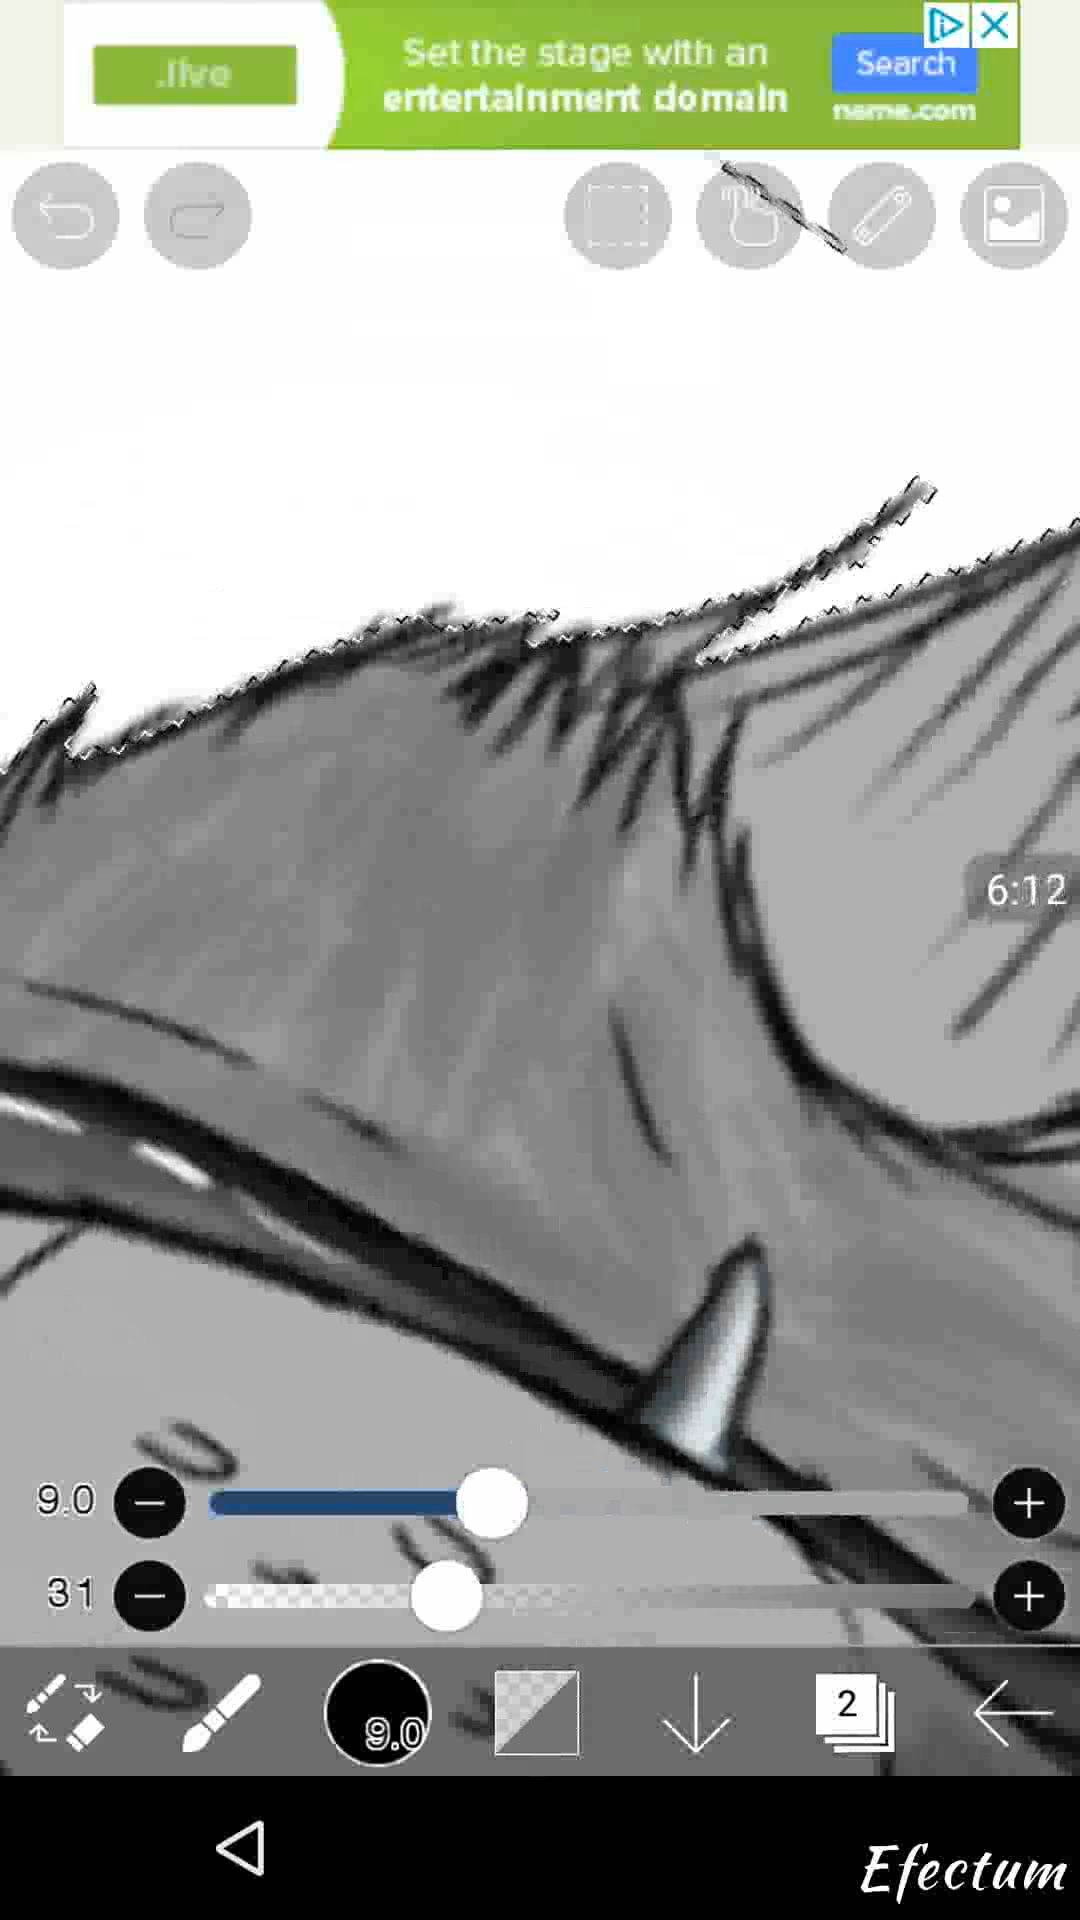 .live
Set the stage with an
entertainment domain
Search
name.com
6:12
9.0
31
9.0
2
Efectum